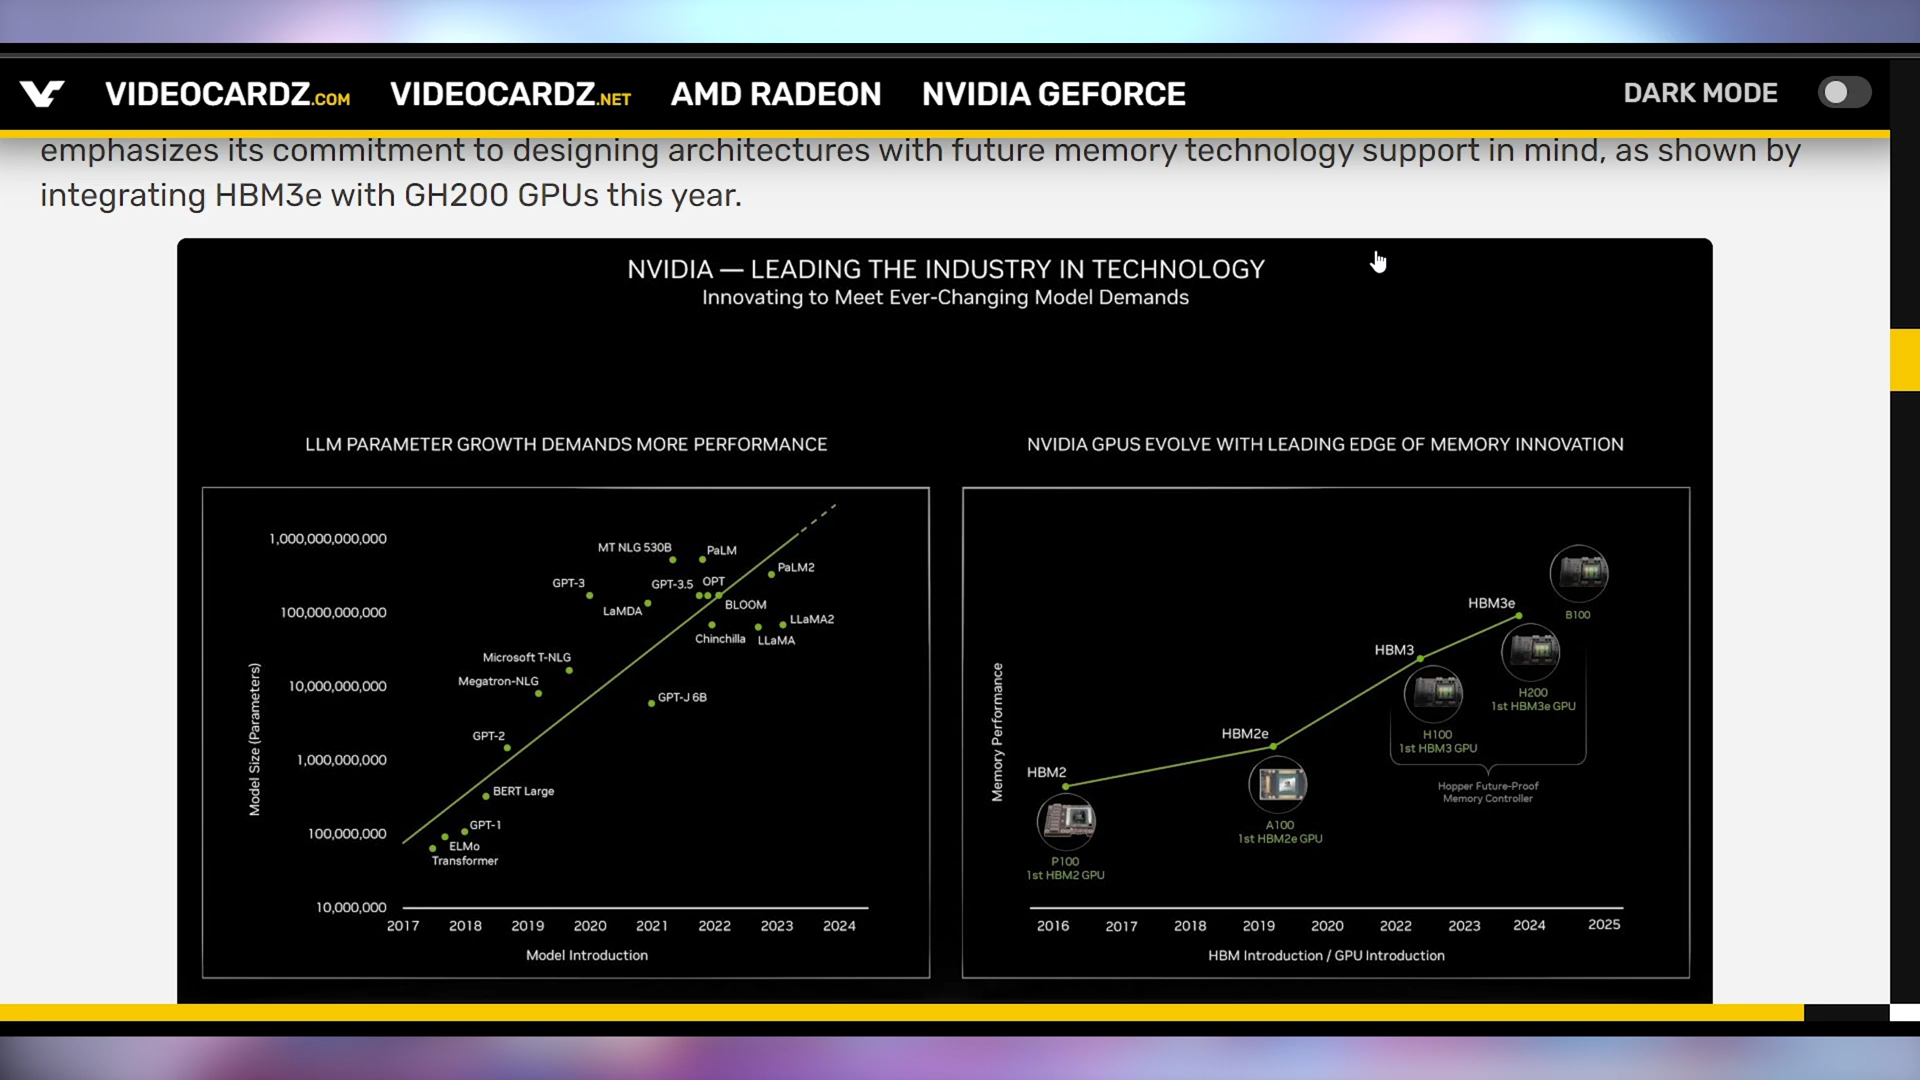 VIDEOCARDZ.COM VIDEOCARDZ.NET AMD RADEON NVIDIA GEFORCE DARK MODE
emphasizes its commitment to designing architectures with future memory technology support in mind, as shown by
integrating HBM3e with GH200 GPUs this year.
NVIDIA — LEADING THE INDUSTRY IN TECHNOLOGY
Innovating to Meet Ever-Changing Model Demands
LLM PARAMETER GROWTH DEMANDS MORE PERFORMANCE
Model Size (Parameters)
1,000,000,000,000
100,000,000,000
10,000,000,000
1,000,000,000
100,000,000
10,000,000
MT NLG 530B
PaLM
PaLM2
GPT-3
GPT-3.5
OPT
LaMDA
BLOOM
LLaMA2
Chinchilla
LLaMA
Microsoft T-NLG
Megatron-NLG
GPT-J 6B
GPT-2
BERT Large
GPT-1
ELMo
Transformer
2017 2018 2019 2020 2021 2022 2023 2024
Model Introduction
NVIDIA GPUS EVOLVE WITH LEADING EDGE OF MEMORY INNOVATION
Memory Performance
HBM3e
B100
HBM3
H200
1st HBM3e GPU
HBM2e
H100
1st HBM3 GPU
HBM2
Hopper Future-Proof
Memory Controller
A100
1st HBM2e GPU
P100
1st HBM2 GPU
2016 2017 2018 2019 2020 2022 2023 2024 2025
HBM Introduction / GPU Introduction